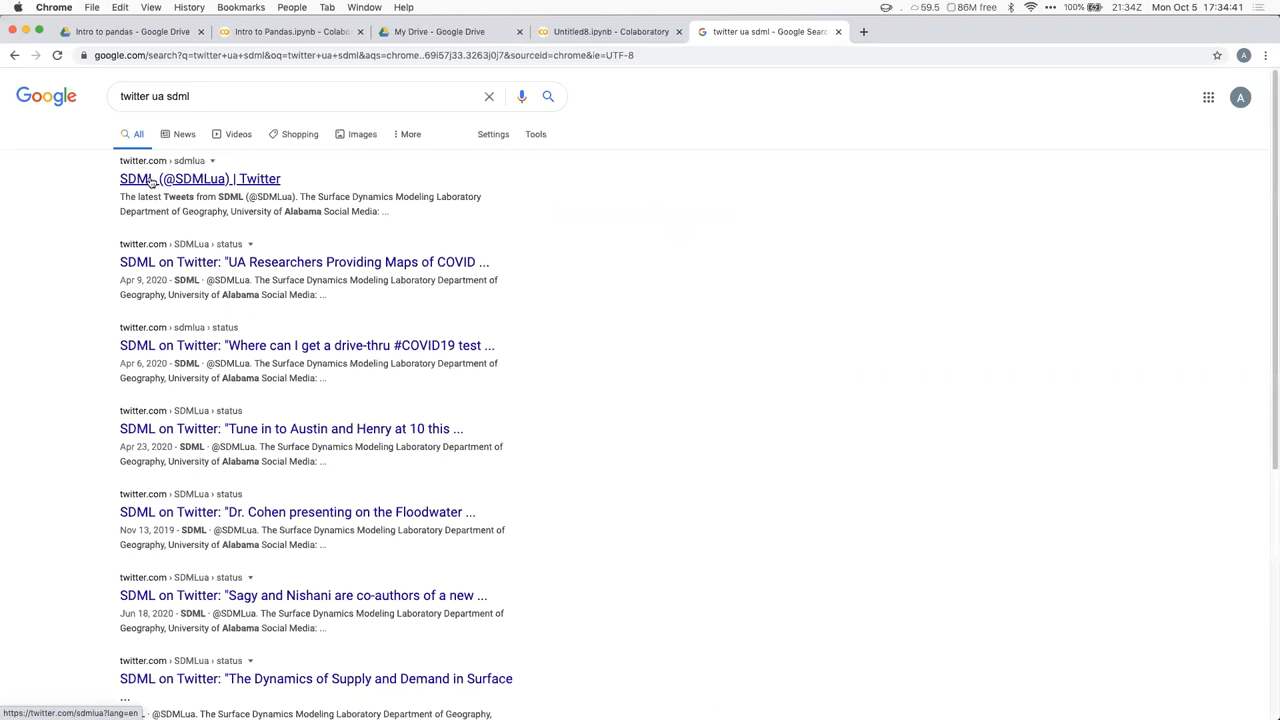 Chrome File Edit View History Bookmarks People Tab Window Help 69.5 86M free 100% 21:34Z Mon Oct 5 17:34:41
Intro to pandas - Google Drive Intro to Pandas.ipynb - Colabo My Drive - Google Drive Untitled8.ipynb - Colaboratory twitter ua sdml - Google Sear
google.com/search?q=twitter+ua+sdml&oq=twitter+ua+sdml&aqs=chrome..69i57j33.3263j0j7&sourceid=chrome&ie=UTF-8 A
Google twitter ua sdml A
All News Videos Shopping Images More Settings Tools
twitter.com › sdmlua
SDML (@SDMLua) | Twitter
The latest Tweets from SDML (@SDMLua). The Surface Dynamics Modeling Laboratory
Department of Geography, University of Alabama Social Media: ...
twitter.com › SDMLua › status
SDML on Twitter: "UA Researchers Providing Maps of COVID ...
Apr 9, 2020 - SDML · @SDMLua. The Surface Dynamics Modeling Laboratory Department of
Geography, University of Alabama Social Media: ...
twitter.com › sdmlua › status
SDML on Twitter: "Where can I get a drive-thru #COVID19 test ...
Apr 6, 2020 - SDML · @SDMLua. The Surface Dynamics Modeling Laboratory Department of
Geography, University of Alabama Social Media: ...
twitter.com › SDMLua › status
SDML on Twitter: "Tune in to Austin and Henry at 10 this ...
Apr 23, 2020 - SDML · @SDMLua. The Surface Dynamics Modeling Laboratory Department of
Geography, University of Alabama Social Media: ...
twitter.com › SDMLua › status
SDML on Twitter: "Dr. Cohen presenting on the Floodwater ...
Nov 13, 2019 - SDML · @SDMLua. The Surface Dynamics Modeling Laboratory Department of
Geography, University of Alabama Social Media: ...
twitter.com › SDMLua › status
SDML on Twitter: "Sagy and Nishani are co-authors of a new ...
Jun 18, 2020 - SDML · @SDMLua. The Surface Dynamics Modeling Laboratory Department of
Geography, University of Alabama Social Media: ...
twitter.com › SDMLua › status
SDML on Twitter: "The Dynamics of Supply and Demand in Surface
...
https://twitter.com/sdmlua?lang=en L · @SDMLua. The Surface Dynamics Modeling Laboratory Department of Geography,